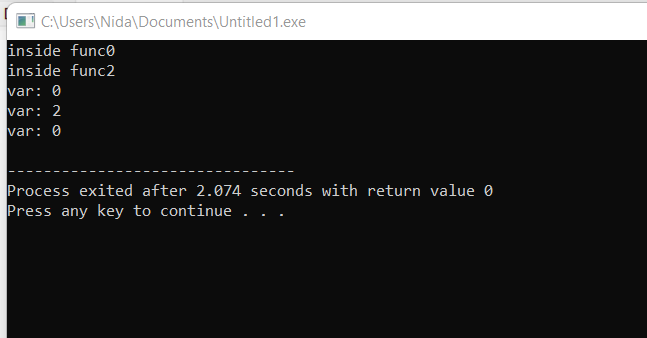 C:\Users\Nida\Documents\Untitled1.exe
inside func0
inside func2
var: 0
var: 2
var: 0
--------------------------------
Process exited after 2.074 seconds with return value 0
Press any key to continue . . .